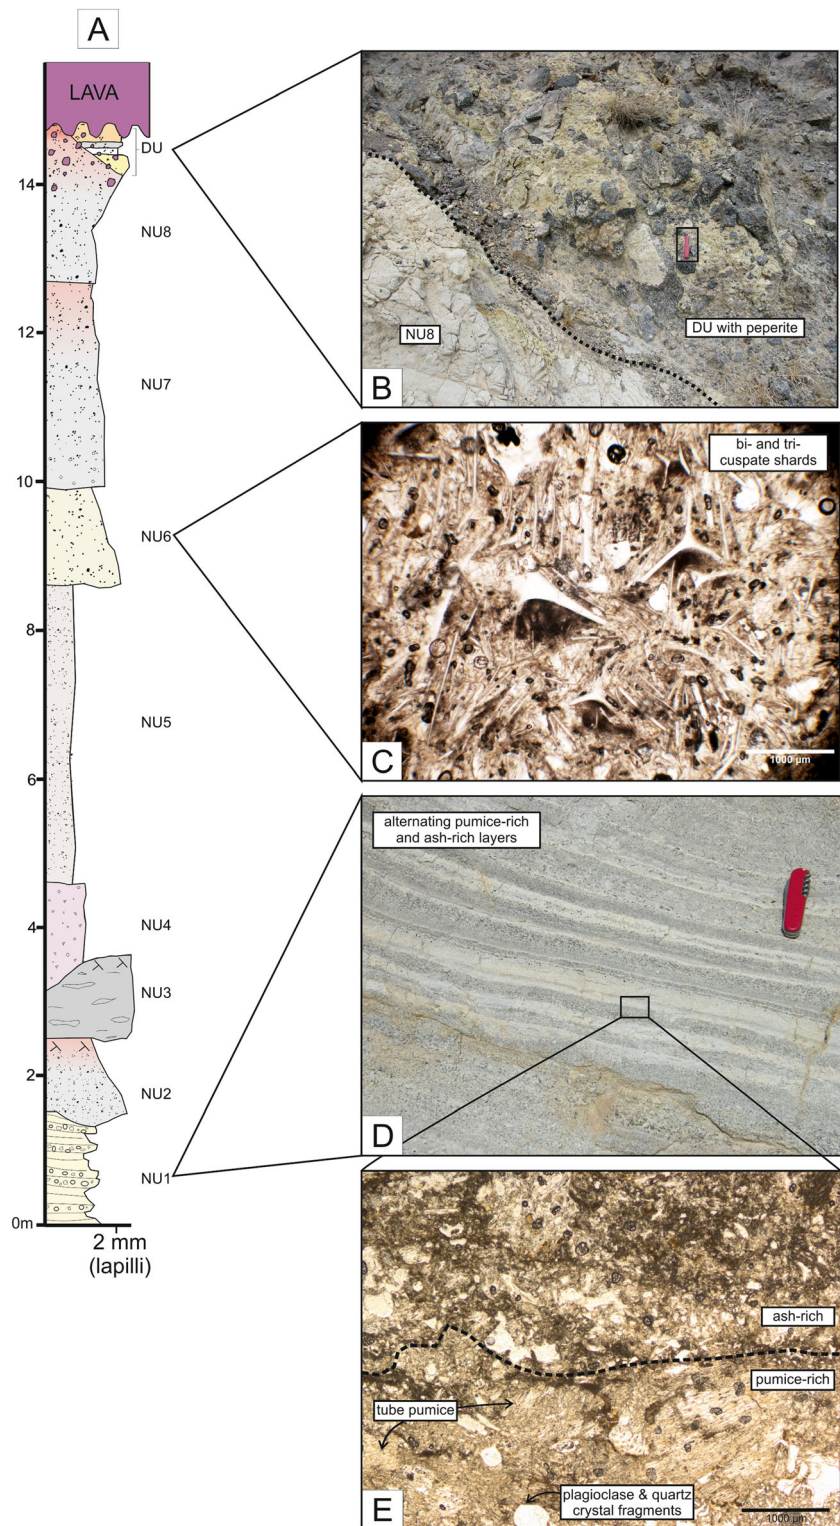 A
LAVA
DU
14
NU8
12
NU7
10
NU6
8
NU5
6
NU4
4
NU3
2
NU2
NU1
0m
2 mm
(lapilli)
NU8
DU with peperite
B
bi- and tri-
cuspate shards
C
1000 µm
alternating pumice-rich
and ash-rich layers
D
ash-rich
pumice-rich
tube pumice
plagioclase & quartz
crystal fragments
E
1000 µm